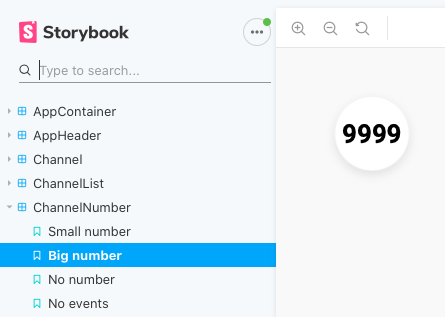 Storybook
Type to search...
AppContainer
AppHeader
Channel
ChannelList
ChannelNumber
Small number
Big number
No number
No events
9999